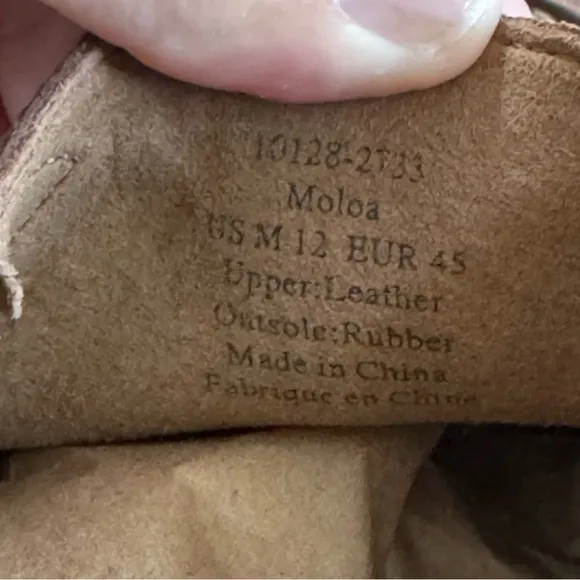 10128-2733
Moloa
US M 12 EUR 45
Upper:Leather
Outsole:Rubber
Made in China
Fabrique en Chine